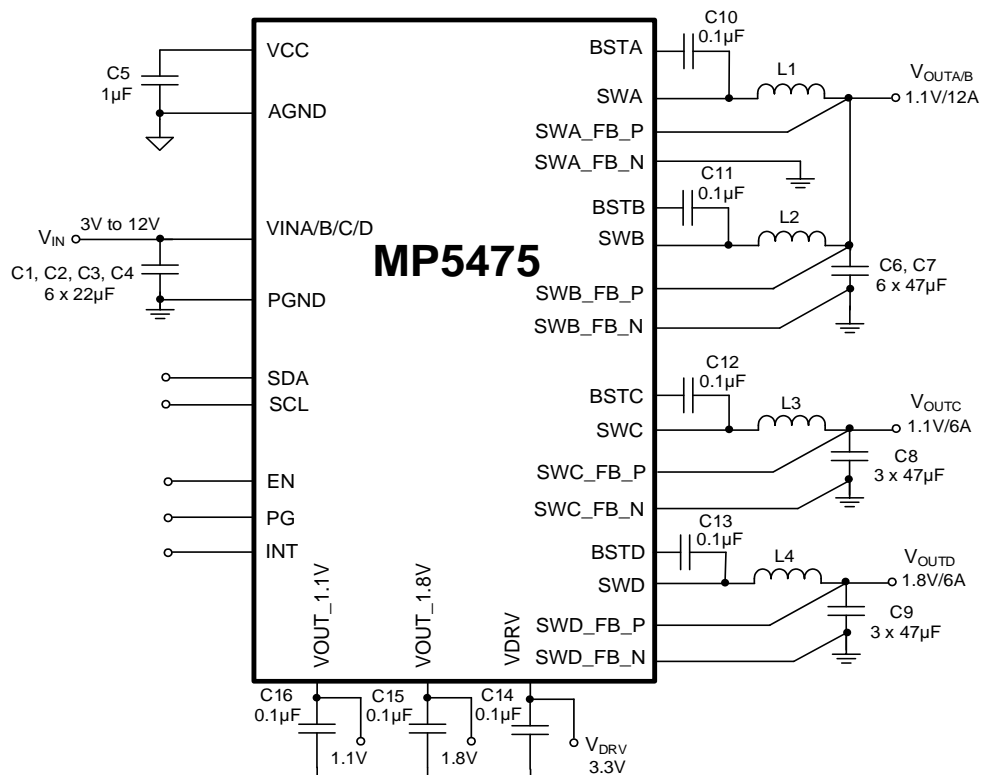 C10
0.1µF
VCC
BSTA
L1
VOUTA/B
C5
1µF
SWA
1.1V/12A
AGND
SWA_FB_P
SWA_FB_N
C11
0.1µF
BSTB
3V to 12V
VIN
VINA/B/C/D
L2
SWB
MP5475
C1, C2, C3, C4
6 x 22µF
C6, C7
6 x 47µF
PGND
SWB_FB_P
SWB_FB_N
C12
0.1µF
SDA
BSTC
SCL
L3
VOUTC
SWC
1.1V/6A
C8
3 x 47µF
SWC_FB_P
EN
SWC_FB_N
PG
C13
0.1µF
INT
BSTD
L4
VOUTD
SWD
1.8V/6A
VOUT_1.1V
VOUT_1.8V
VDRV
C9
3 x 47µF
SWD_FB_P
SWD_FB_N
C16
0.1µF
C15
0.1µF
C14
0.1µF
1.1V
1.8V
VDRV
3.3V